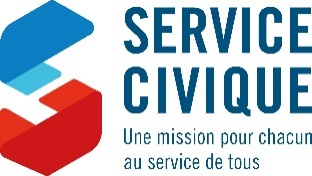 SERVICE
CIVIQUE
Une mission pour chacun
au service de tous